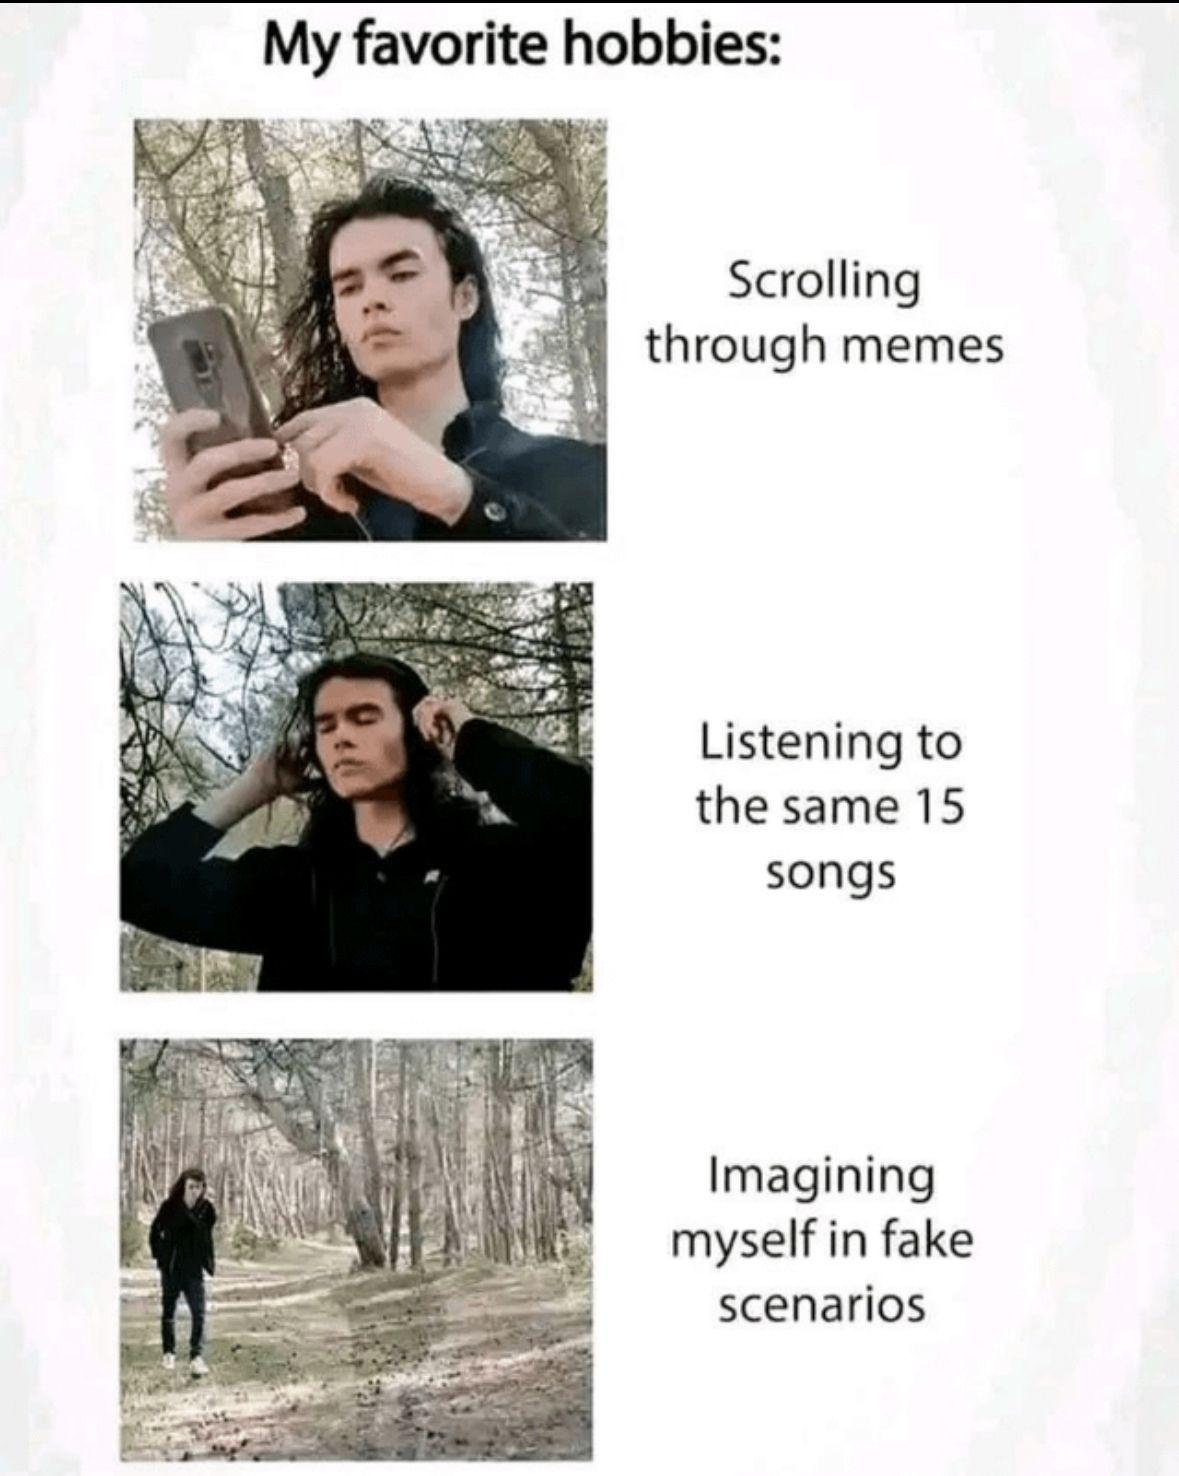 My favorite hobbies:
Scrolling
through memes
Listening to
the same 15
songs
Imagining
myself in fake
scenarios